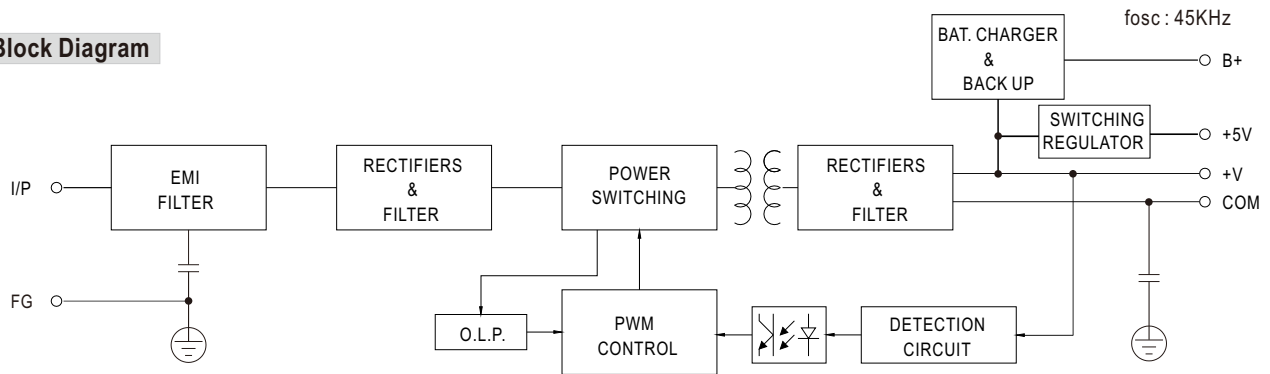 Block Diagram
fosc : 45KHz
BAT. CHARGER
&
BACK UP
B+
SWITCHING
REGULATOR
+5V
I/P
EMI
FILTER
RECTIFIERS
&
FILTER
POWER
SWITCHING
RECTIFIERS
&
FILTER
+V
COM
FG
O.L.P.
PWM
CONTROL
DETECTION
CIRCUIT